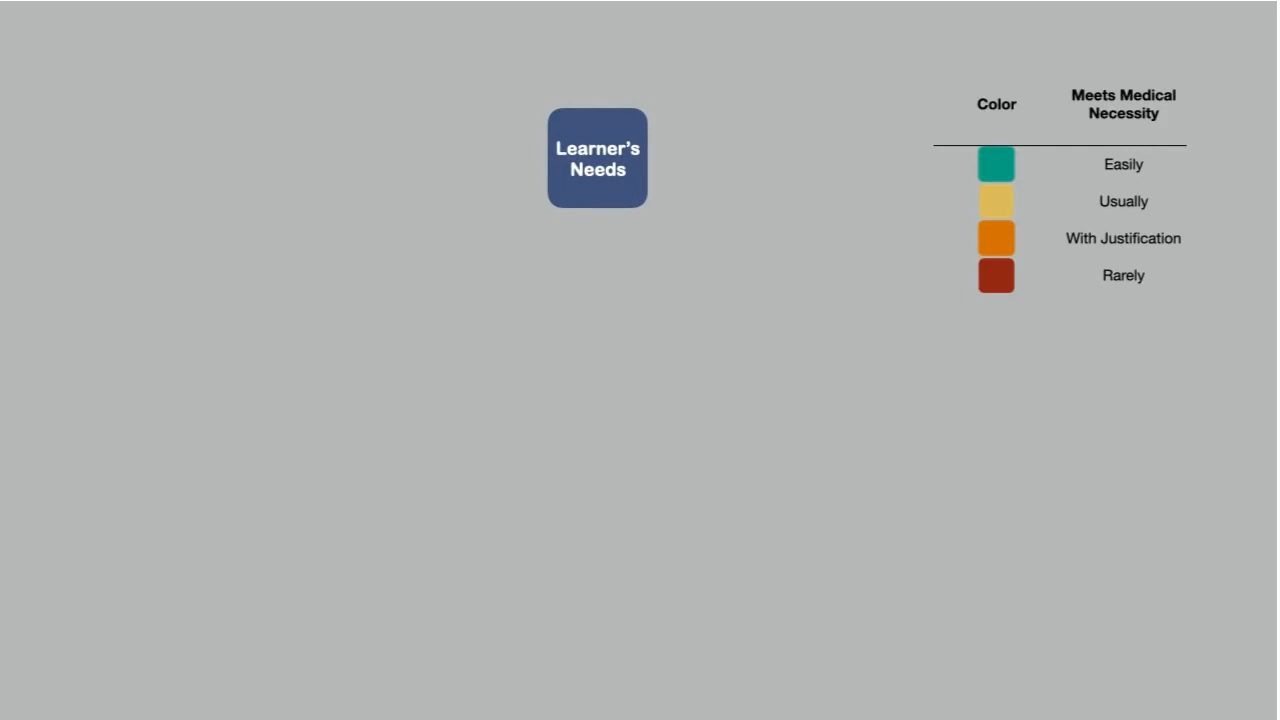 Learner's
Needs
Color
Meets Medical
Necessity
Easily
Usually
With Justification
Rarely